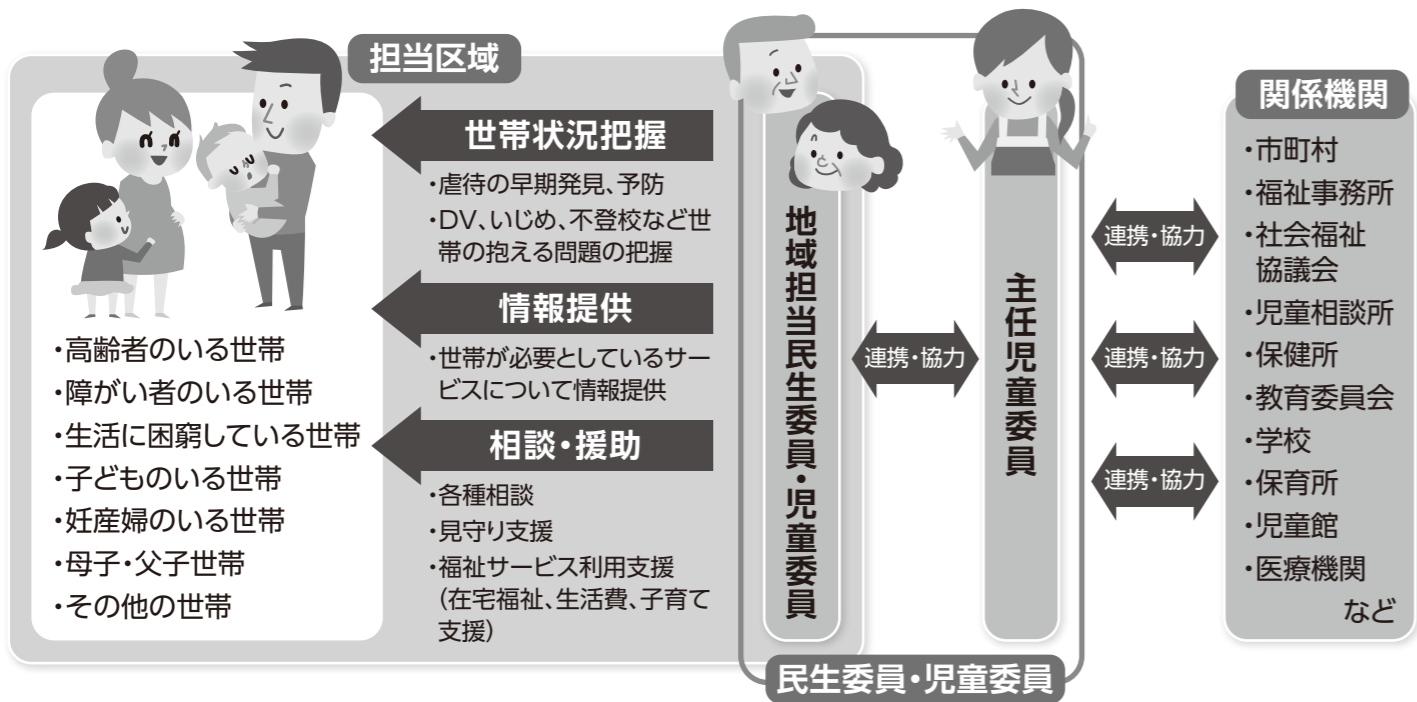 担当区域
・高齢者のいる世帯
・障がい者のいる世帯
・生活に困窮している世帯
・子どものいる世帯
・妊産婦のいる世帯
・母子・父子世帯
・その他の世帯
世帯状況把握
・虐待の早期発見、予防
・DV、いじめ、不登校など世
帯の抱える問題の把握
情報提供
・世帯が必要としているサー
ビスについて情報提供
相談・援助
・各種相談
・見守り支援
・福祉サービス利用支援
(在宅福祉、生活費、子育て
支援)
地域担当民生委員・児童委員
連携・協力
主任児童委員
民生委員・児童委員
連携・協力
連携・協力
連携・協力
関係機関
・市町村
・福祉事務所
・社会福祉
協議会
・児童相談所
・保健所
・教育委員会
・学校
・保育所
・児童館
・医療機関
など